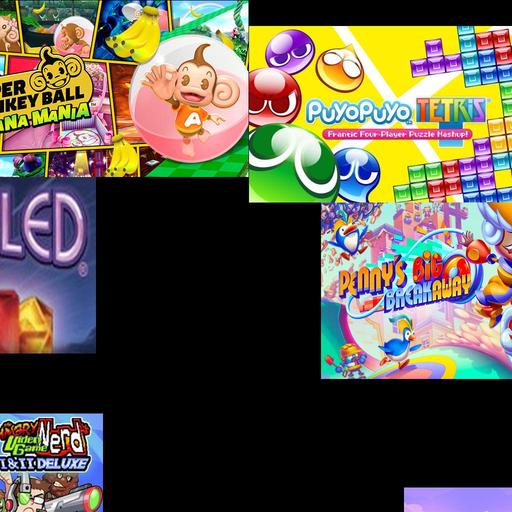 PER
NKEY BALL
ANA MANIA
A
PUYOPUYO TETRIS
Frantic Four-Player Puzzle Mashup!
LED
®
PENNY'S BIG
BREAKAWAY
ANGRY
Video Nerd
Game
I & II DELUXE